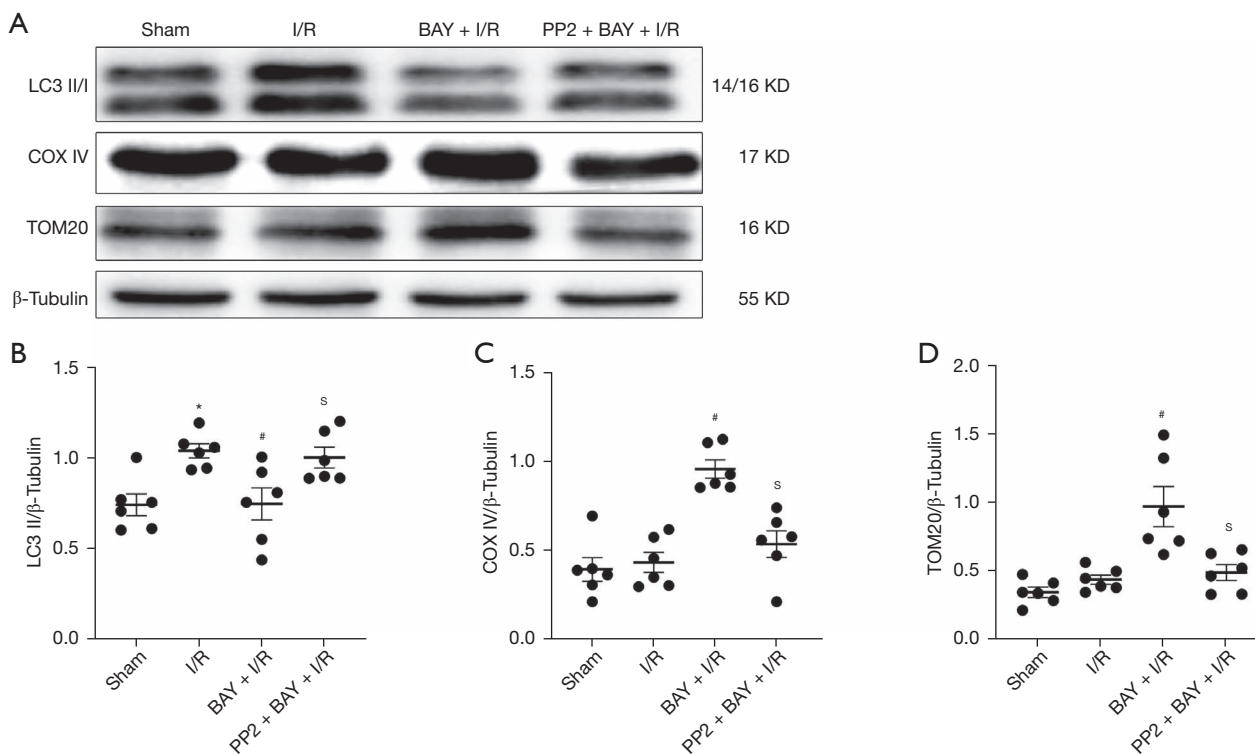 A
Sham I/R BAY + I/R PP2 + BAY + I/R
LC3 II/I 14/16 KD
COX IV 17 KD
TOM20 16 KD
β-Tubulin 55 KD
B
LC3 II/β-Tubulin
1.5
1.0
0.5
0.0
*
#
S
Sham
I/R
BAY + I/R
PP2 + BAY + I/R
C
COX IV/β-Tubulin
1.5
1.0
0.5
0.0
#
S
Sham
I/R
BAY + I/R
PP2 + BAY + I/R
D
TOM20/β-Tubulin
2.0
1.5
1.0
0.5
0.0
#
S
Sham
I/R
BAY + I/R
PP2 + BAY + I/R